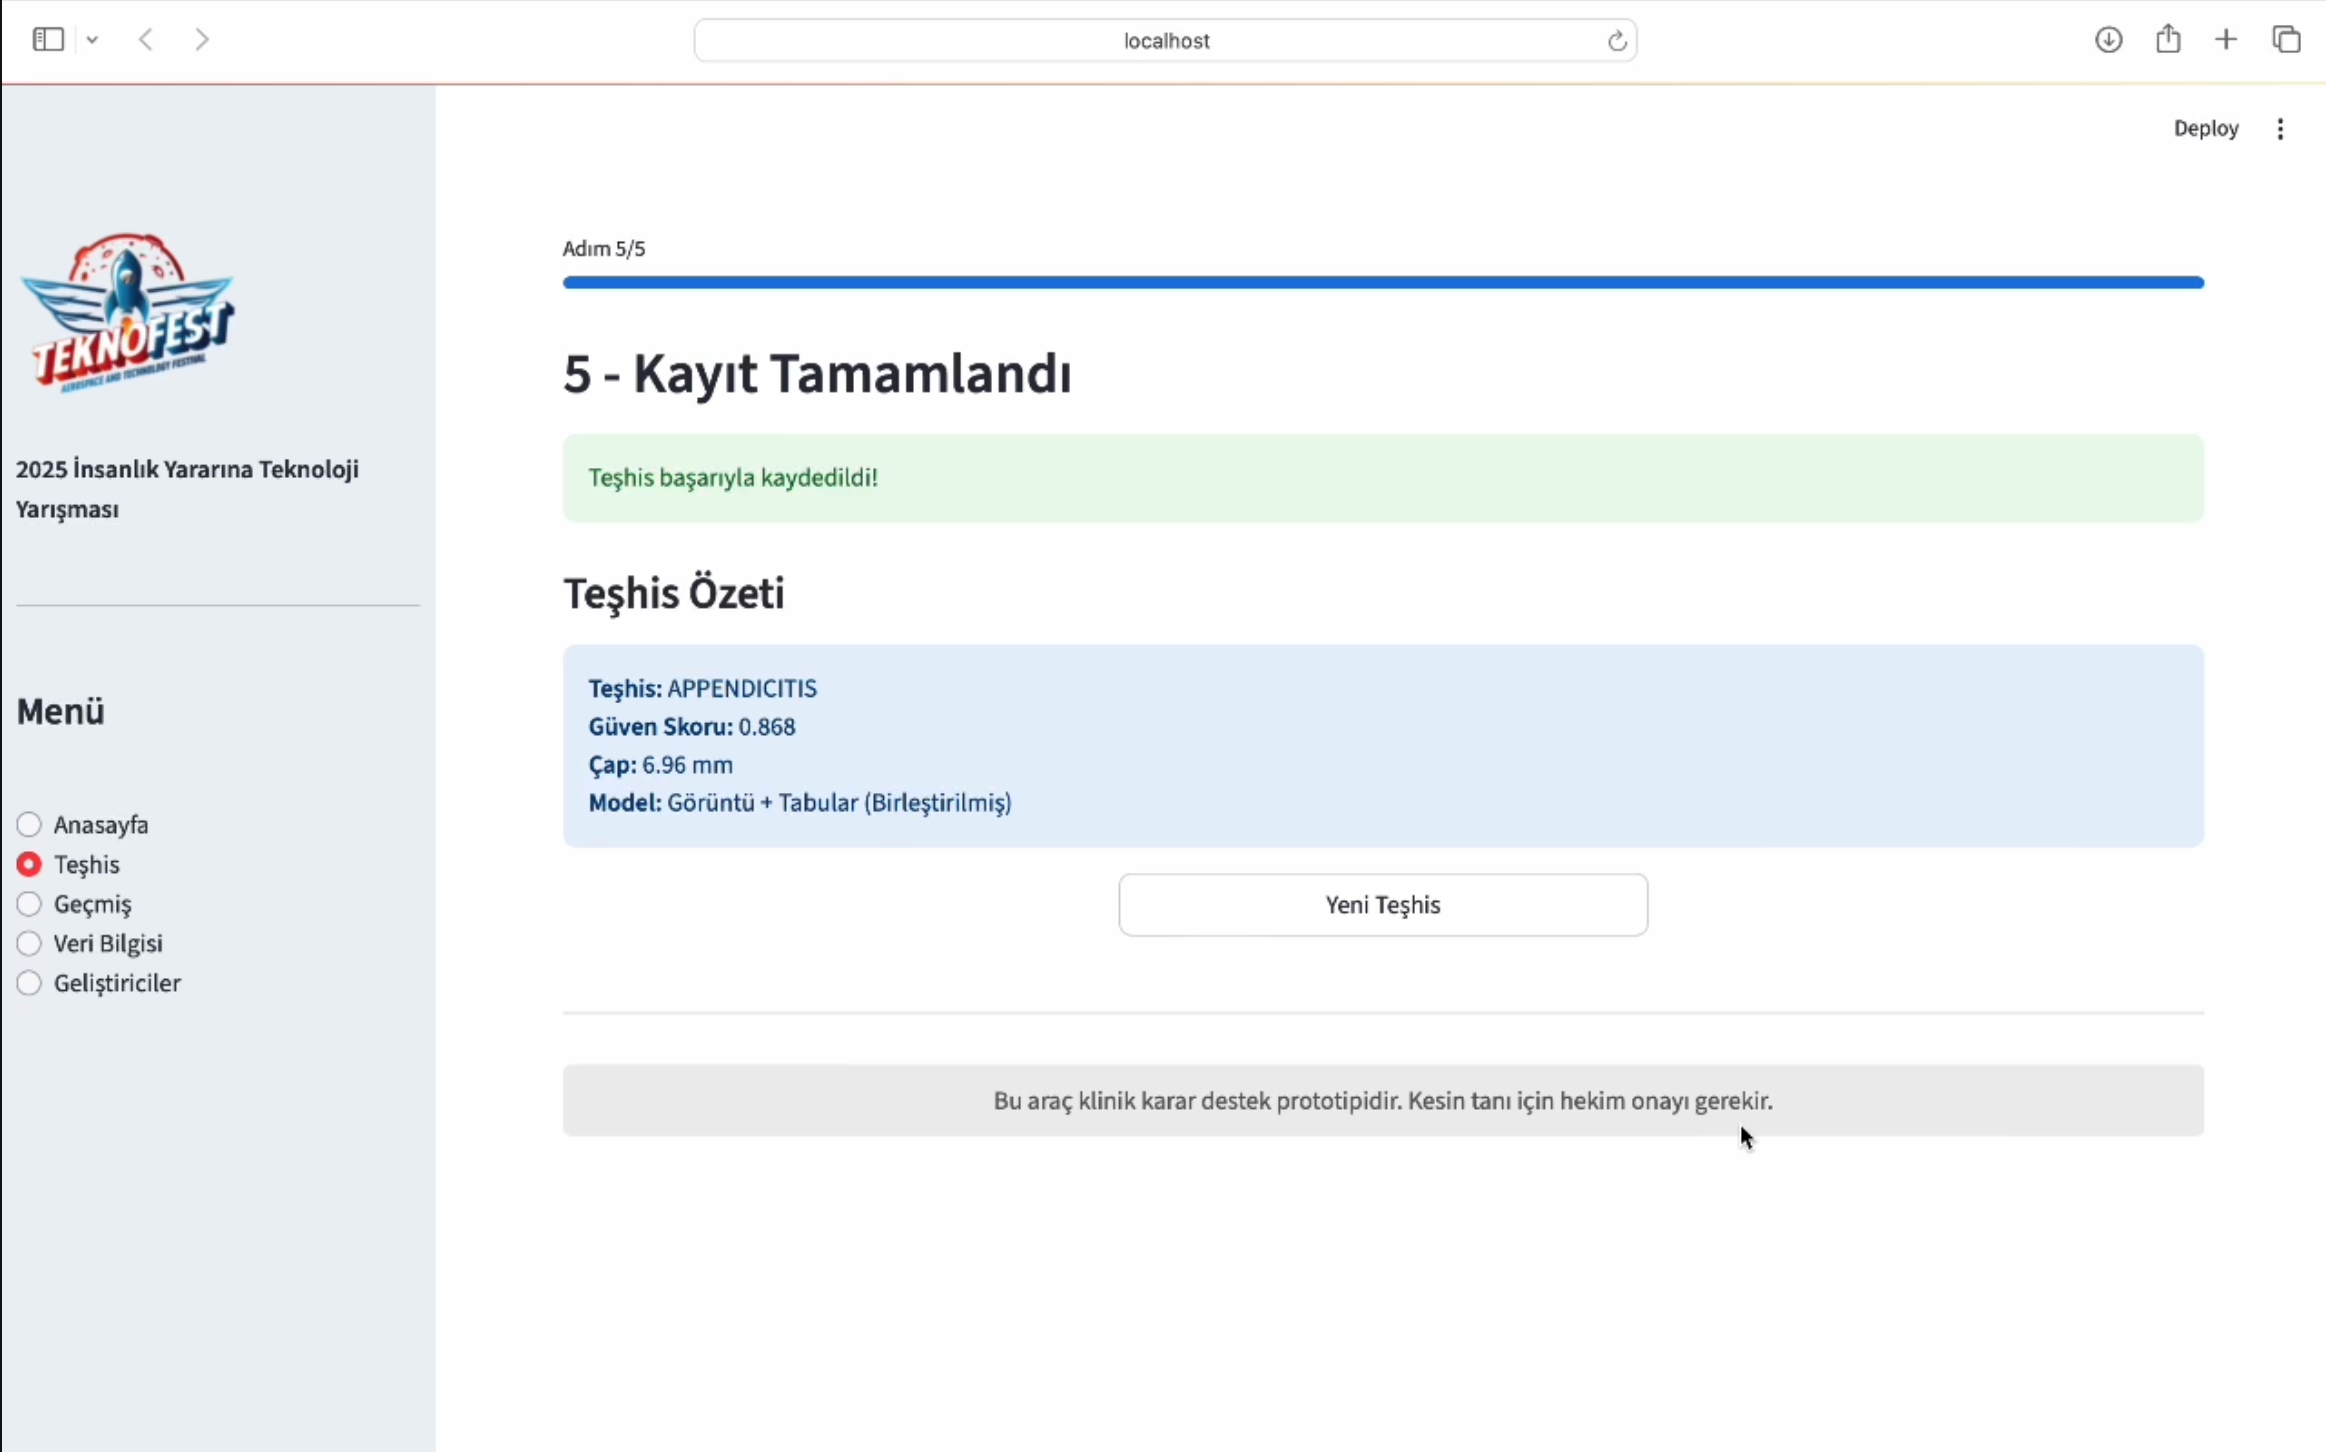 localhost
Deploy
TEKNOFEST
AEROSPACE AND TECHNOLOGY FESTIVAL
2025 İnsanlık Yararına Teknoloji
Yarışması
Menü
Anasayfa
Teşhis
Geçmiş
Veri Bilgisi
Geliştiriciler
Adım 5/5
5 - Kayıt Tamamlandı
Teşhis başarıyla kaydedildi!
Teşhis Özeti
Teşhis: APPENDICITIS
Güven Skoru: 0.868
Çap: 6.96 mm
Model: Görüntü + Tabular (Birleştirilmiş)
Yeni Teşhis
Bu araç klinik karar destek prototipidir. Kesin tanı için hekim onayı gerekir.